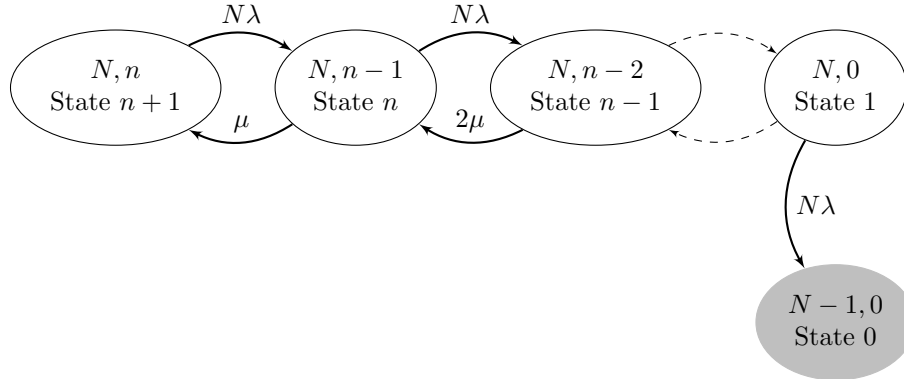 Nλ
Nλ
N, n
State n + 1
N, n − 1
State n
N, n − 2
State n − 1
N, 0
State 1
μ
2μ
Nλ
N − 1, 0
State 0